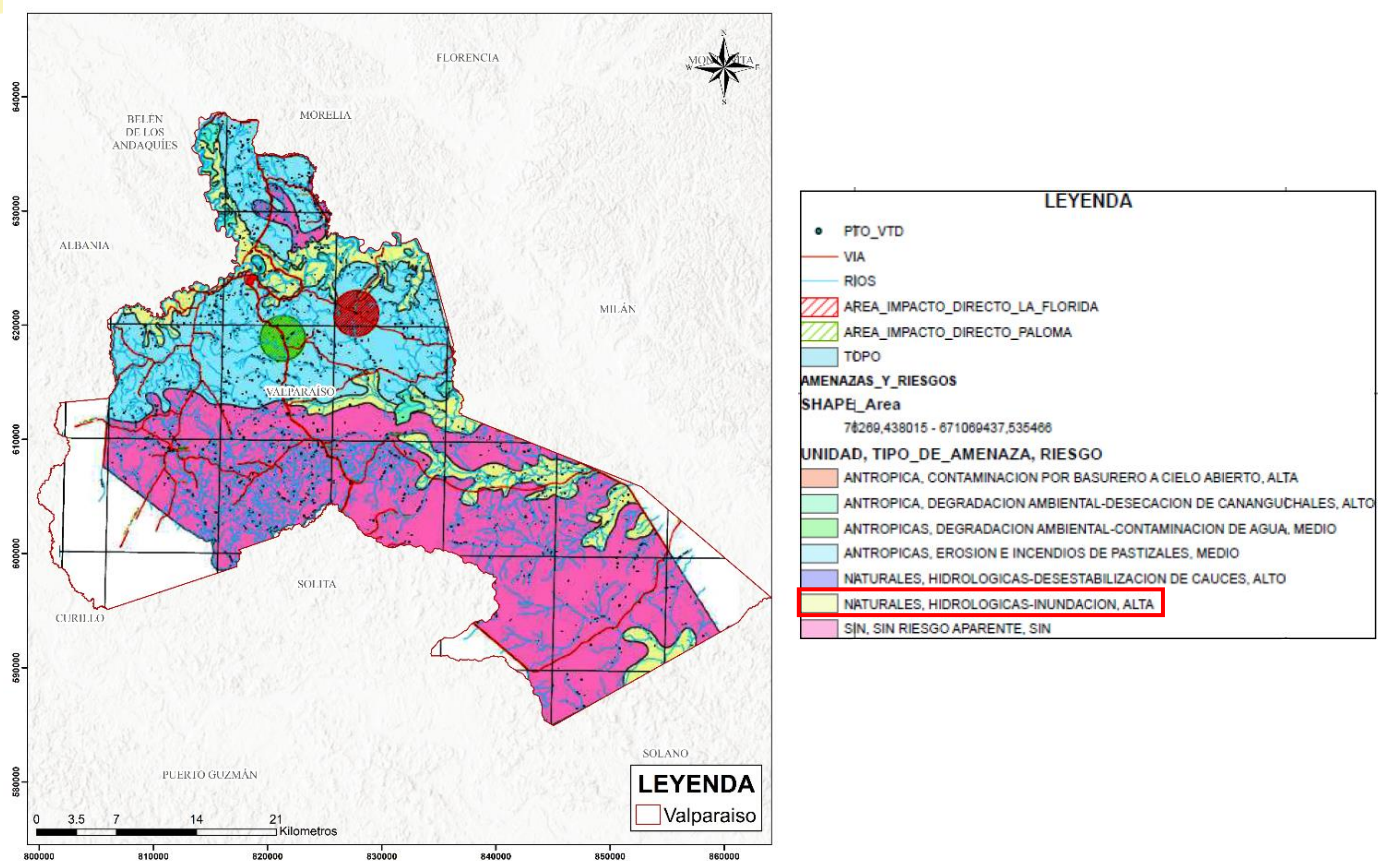 FLORENCIA
N
W
E
S
BELÉN
DE LOS
ANDAQUÍES
MORELIA
ALBANIA
MILÁN
VALPARAÍSO
SOLITA
CURILLO
SOLANO
PUERTO GUZMÁN
LEYENDA
Valparaiso
0 3.5 7 14 21
Kilometros
640000
630000
620000
610000
600000
590000
580000
800000 810000 820000 830000 840000 850000 860000
LEYENDA
PTO_VTD
VIA
RIOS
AREA_IMPACTO_DIRECTO_LA_FLORIDA
AREA_IMPACTO_DIRECTO_PALOMA
TOPO
AMENAZAS_Y_RIESGOS
SHAPE_Area
76269,438015 - 671069437,535466
UNIDAD, TIPO_DE_AMENAZA, RIESGO
ANTROPICA, CONTAMINACION POR BASURERO A CIELO ABIERTO, ALTA
ANTROPICA, DEGRADACION AMBIENTAL-DESECACION DE CANANGUCHALES, ALTO
ANTROPICAS, DEGRADACION AMBIENTAL-CONTAMINACION DE AGUA, MEDIO
ANTROPICAS, EROSION E INCENDIOS DE PASTIZALES, MEDIO
NATURALES, HIDROLOGICAS-DESESTABILIZACION DE CAUCES, ALTO
NATURALES, HIDROLOGICAS-INUNDACION, ALTA
SIN, SIN RIESGO APARENTE, SIN